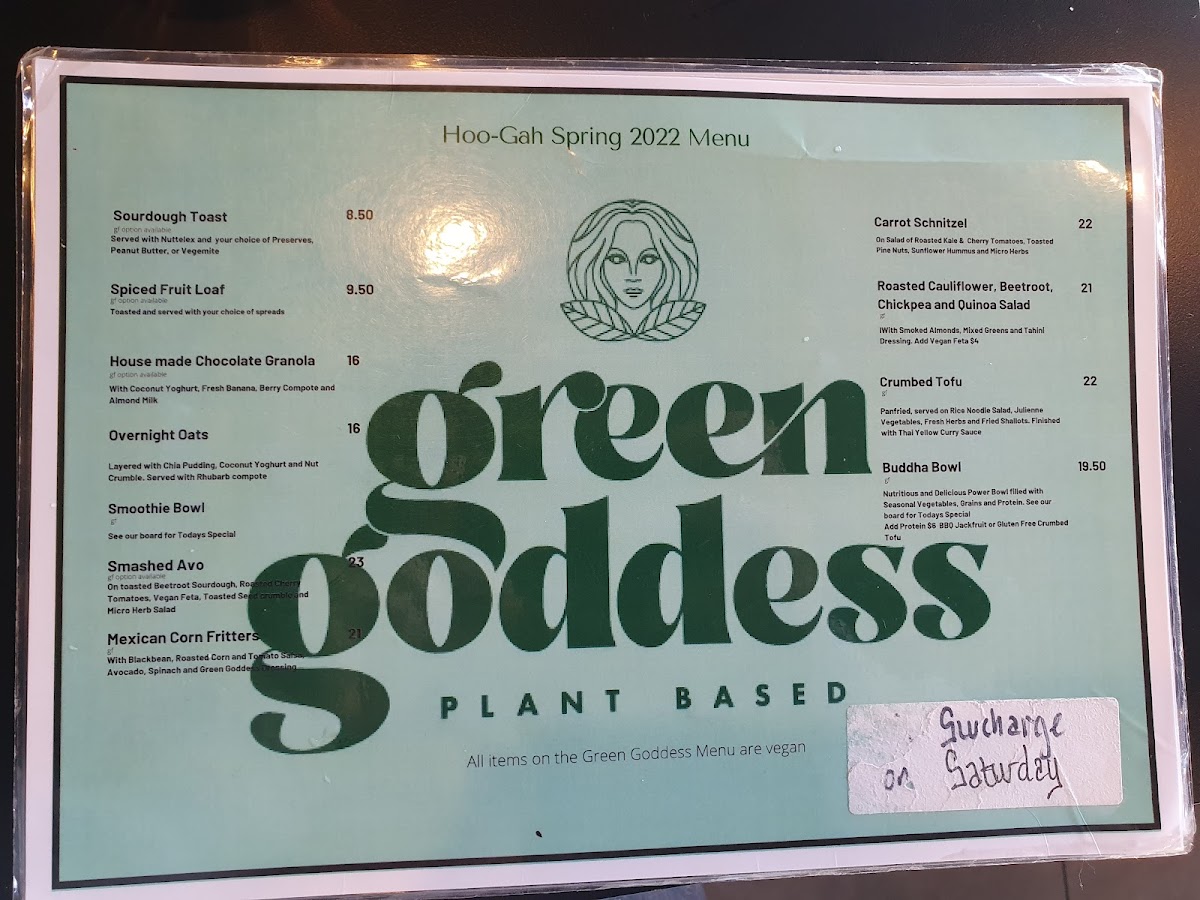 Hoo-Gah Spring 2022 Menu
Sourdough Toast 8.50
gf option available
Served with Nuttelex and your choice of Preserves,
Peanut Butter, or Vegemite
Spiced Fruit Loaf 9.50
gf option available
Toasted and served with your choice of spreads
House made Chocolate Granola 16
gf option available
With Coconut Yoghurt, Fresh Banana, Berry Compote and
Almond Milk
Overnight Oats 16
Layered with Chia Pudding, Coconut Yoghurt and Nut
Crumble. Served with Rhubarb compote
Smoothie Bowl
gf
See our board for Todays Special
Smashed Avo 23
gf option available
On toasted Beetroot Sourdough, Roasted Cherry
Tomatoes, Vegan Feta, Toasted Seed crumble and
Micro Herb Salad
Mexican Corn Fritters 21
gf
With Blackbean, Roasted Corn and Tomato Salsa,
Avocado, Spinach and Green Goddess Dressing
green
goddess
PLANT BASED
All items on the Green Goddess Menu are vegan
Carrot Schnitzel 22
On Salad of Roasted Kale & Cherry Tomatoes, Toasted
Pine Nuts, Sunflower Hummus and Micro Herbs
Roasted Cauliflower, Beetroot, 21
Chickpea and Quinoa Salad
gf
lWith Smoked Almonds, Mixed Greens and Tahini
Dressing. Add Vegan Feta $4
Crumbed Tofu 22
gf
Panfried, served on Rice Noodle Salad, Julienne
Vegetables, Fresh Herbs and Fried Shallots. Finished
with Thai Yellow Curry Sauce
Buddha Bowl 19.50
gf
Nutritious and Delicious Power Bowl filled with
Seasonal Vegetables, Grains and Protein. See our
board for Todays Special
Add Protein $6 BBQ Jackfruit or Gluten Free Crumbed
Tofu
Surcharge
on Saturday